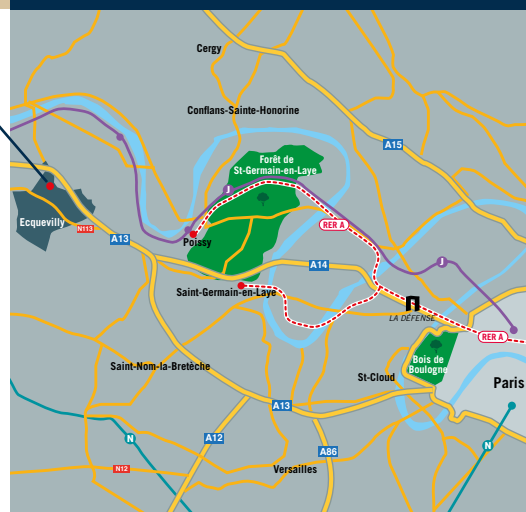 Cergy
Conflans-Sainte-Honorine
A15
Forêt de
St-Germain-en-Laye
J
Ecquevilly
N113
A13
Poissy
RER A
A14
J
Saint-Germain-en-Laye
LA DÉFENSE
RER A
Bois de
Boulogne
Saint-Nom-la-Bretèche
St-Cloud
Paris
A13
N
A12
A86
N
N12
Versailles